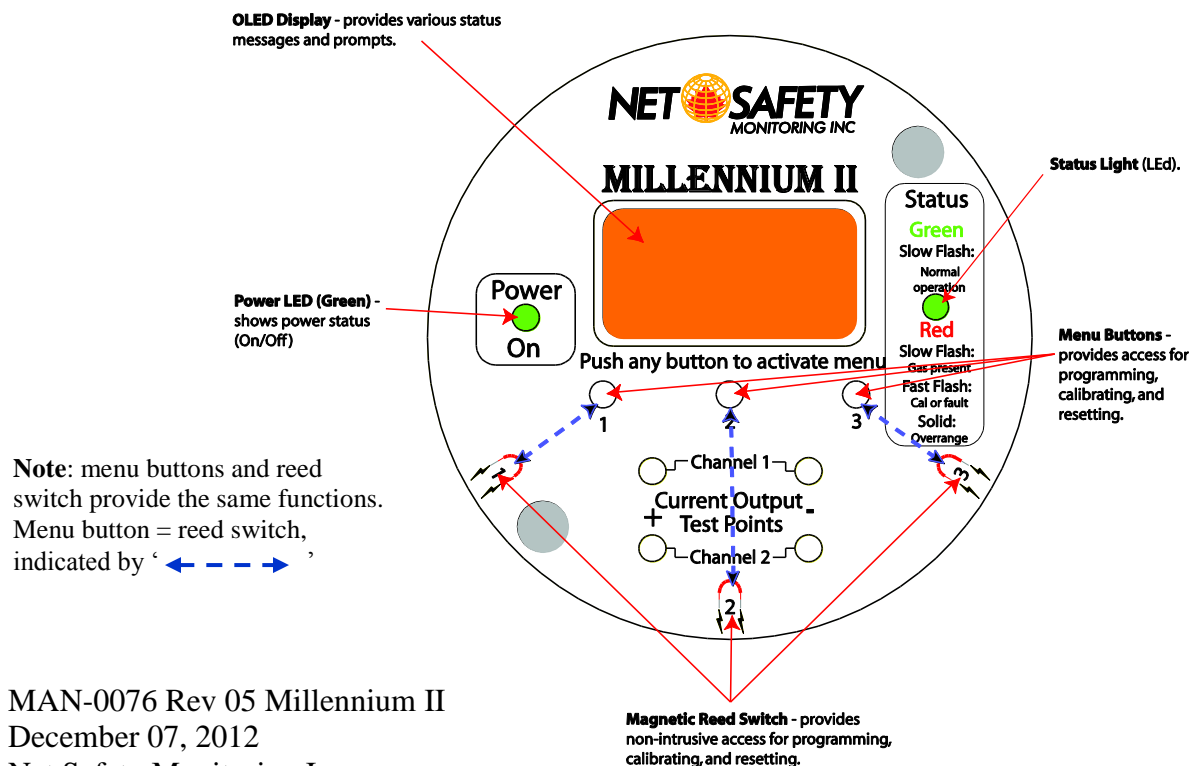 OLED Display - provides various status
messages and prompts.
NET SAFETY
MONITORING INC
MILLENNIUM II
Status Light (LEd).
Status
Green
Slow Flash:
Normal
operation
Red
Slow Flash:
Gas present
Fast Flash:
Cal or fault
Solid:
Overrange
Power LED (Green) -
shows power status
(On/Off)
Power
On
Menu Buttons -
provides access for
programming,
calibrating, and
resetting.
Push any button to activate menu
1
2
3
Note: menu buttons and reed
switch provide the same functions.
Menu button = reed switch,
indicated by ‘ ’
1
3
Channel 1
Current Output
+ Test Points -
Channel 2
2
Magnetic Reed Switch - provides
non-intrusive access for programming,
calibrating, and resetting.
MAN-0076 Rev 05 Millennium II
December 07, 2012